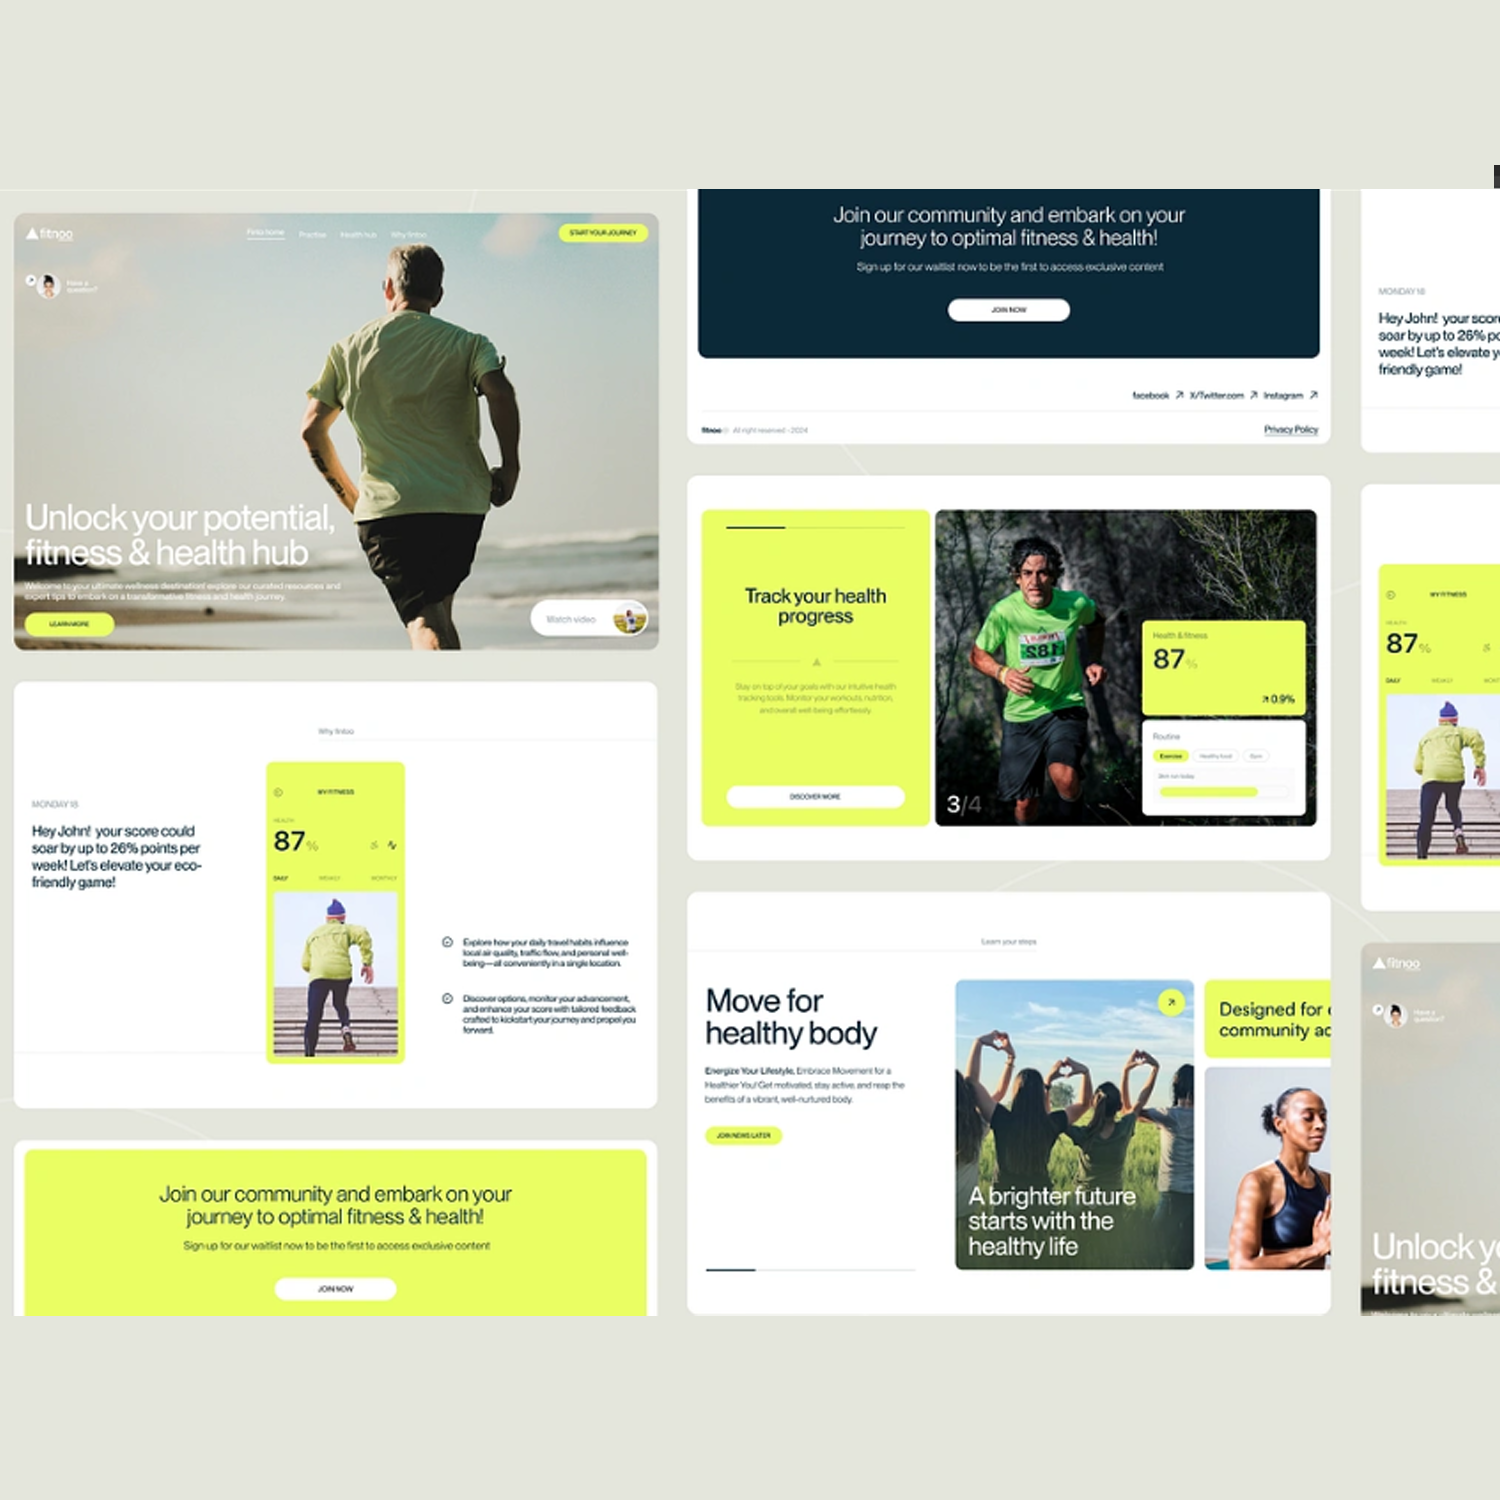 fitnoo
Practise
Health hub
START YOUR JOURNEY
Have a
question?
Unlock your potential,
fitness & health hub
Welcome to your ultimate wellness destination! explore our curated resources and
expert tips to embark on a transformative fitness and health journey.
LEARN MORE
Watch video
MONDAY 18
Hey John! your score could
soar by up to 26% points per
week! Let's elevate your eco-
friendly game!
MY FITNESS
HEALTH
87%
DAILY
WEEKLY
MONTHLY
Explore how your daily travel habits influence
local air quality, traffic flow, and personal well-
being—all conveniently in a single location.
Discover options, monitor your advancement,
and enhance your score with tailored feedback
crafted to kickstart your journey and propel you
forward.
Join our community and embark on your
journey to optimal fitness & health!
Sign up for our waitlist now to be the first to access exclusive content
JOIN NOW
Join our community and embark on your
journey to optimal fitness & health!
Sign up for our waitlist now to be the first to access exclusive content
JOIN NOW
facebook
X/Twitter.com
Instagram
fitnoo
All right reserved - 2024
Privacy Policy
Track your health
progress
Stay on top of your goals with our intuitive health
tracking tools. Monitor your workouts, nutrition,
and overall well-being effortlessly.
DISCOVER MORE
3/4
Health & fitness
87%
0.9%
Routine
Exercise
Healthy food
Gym
3km run today
Learn your steps
Move for
healthy body
Energize Your Lifestyle, Embrace Movement for a
Healthier You! Get motivated, stay active, and reap the
benefits of a vibrant, well-nurtured body.
JOIN NEWS LATER
A brighter future
starts with the
healthy life
Designed for
community
MONDAY 18
Hey John! your score
soar by up to 26% po
week! Let's elevate y
friendly game!
MY FITNESS
HEALTH
87%
DAILY
WEEKLY
MONT
fitnoo
Have a
question?
Unlock yo
fitness &